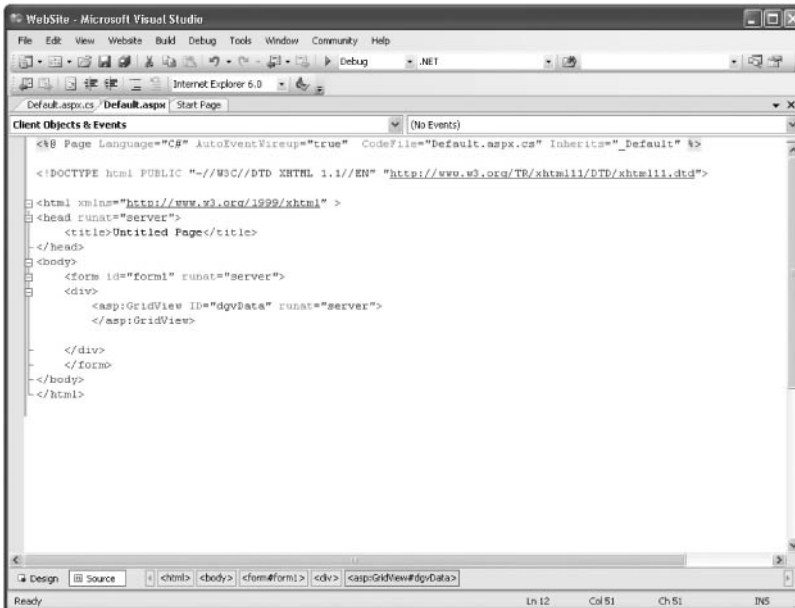 WebSite - Microsoft Visual Studio
File Edit View Website Build Debug Tools Window Community Help
Debug .NET
Internet Explorer 6.0
Default.aspx.cs Default.aspx Start Page
Client Objects & Events (No Events)
<%@ Page Language="C#" AutoEventWireup="true" CodeFile="Default.aspx.cs" Inherits="_Default" %>
<!DOCTYPE html PUBLIC "-//W3C//DTD XHTML 1.1//EN" "http://www.w3.org/TR/xhtml11/DTD/xhtml11.dtd">
<html xmlns="http://www.w3.org/1999/xhtml" >
<head runat="server">
<title>Untitled Page</title>
</head>
<body>
<form id="form1" runat="server">
<div>
<asp:GridView ID="dgvData" runat="server">
</asp:GridView>
</div>
</form>
</body>
</html>
Design Source <html> <body> <form#form1> <div> <asp:GridView#dgvData>
Ready Ln 12 Col 51 Ch 51 INS